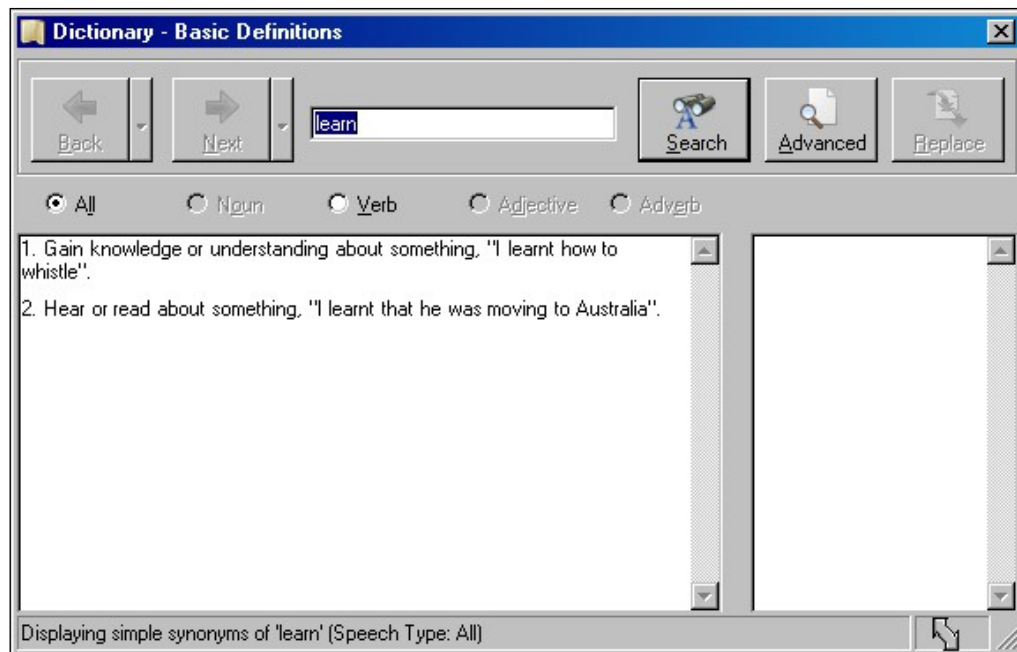 Dictionary - Basic Definitions
Back
Next
learn
Search
Advanced
Replace
All
Noun
Verb
Adjective
Adverb
1. Gain knowledge or understanding about something, "I learnt how to
whistle".
2. Hear or read about something, "I learnt that he was moving to Australia".
Displaying simple synonyms of 'learn' (Speech Type: All)